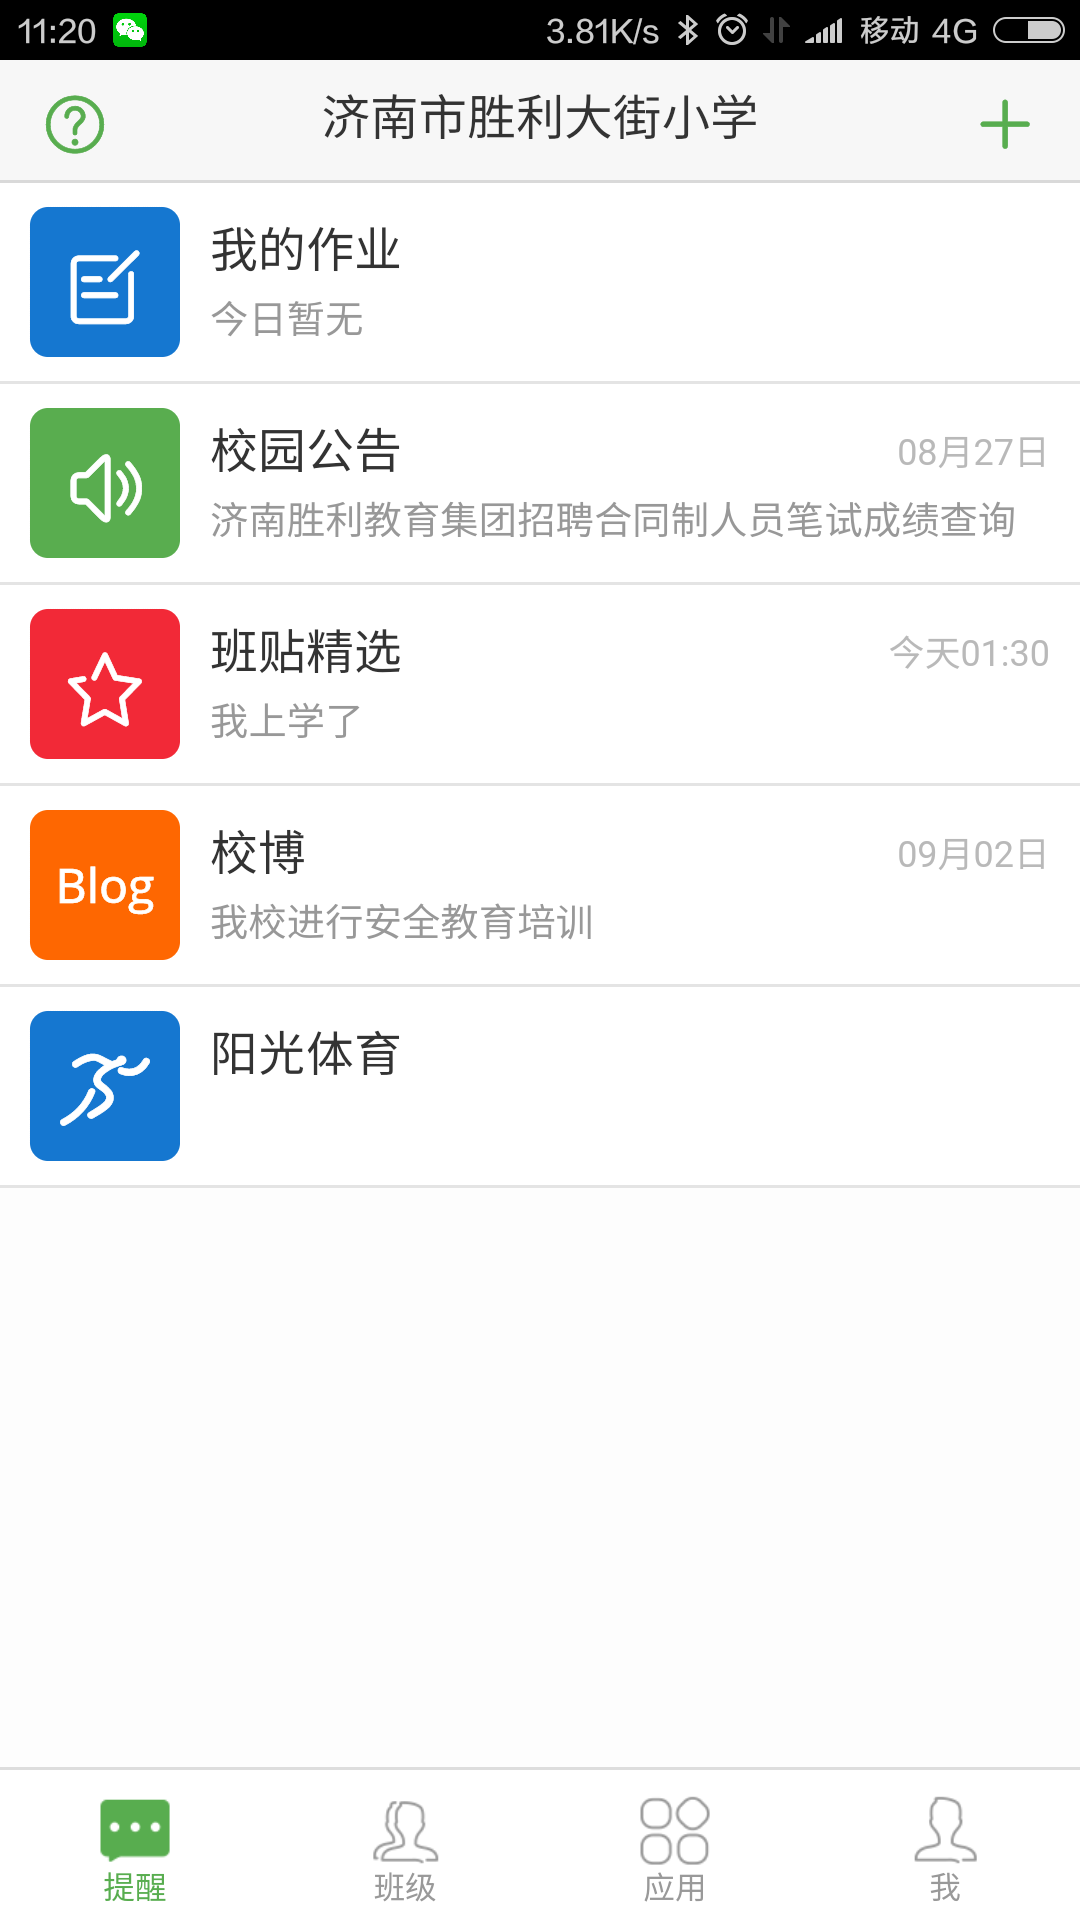 11:20 3.81K/s 移动 4G
济南市胜利大街小学
我的作业
今日暂无
校园公告 08月27日
济南胜利教育集团招聘合同制人员笔试成绩查询
班贴精选 今天01:30
我上学了
Blog 校博 09月02日
我校进行安全教育培训
阳光体育
提醒 班级 应用 我